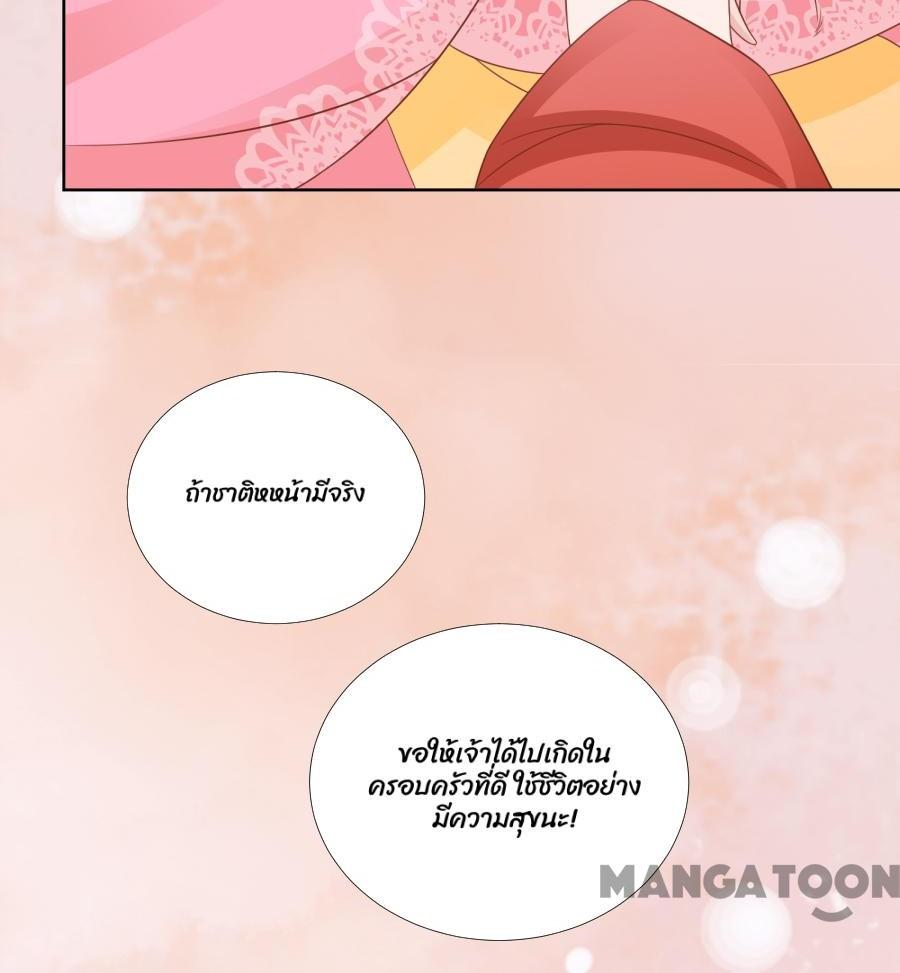 ถ้าชาติหหน้ามีจริง
ขอให้เจ้าได้ไปเกิดใน
ครอบครัวที่ดี ใช้ชีวิตอย่าง
มีความสุขนะ!
MANGATOON